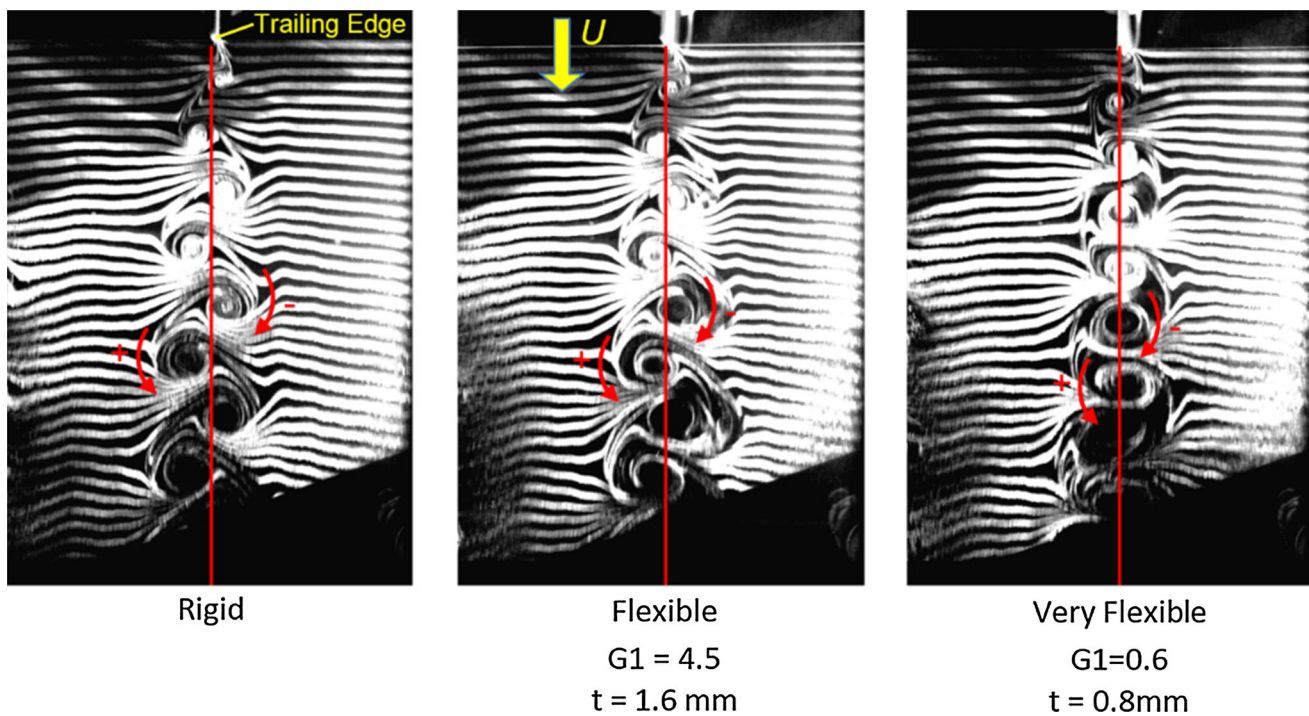 Trailing Edge
U
-
+
-
+
-
+
Rigid
Flexible
G1 = 4.5
t = 1.6 mm
Very Flexible
G1=0.6
t = 0.8mm